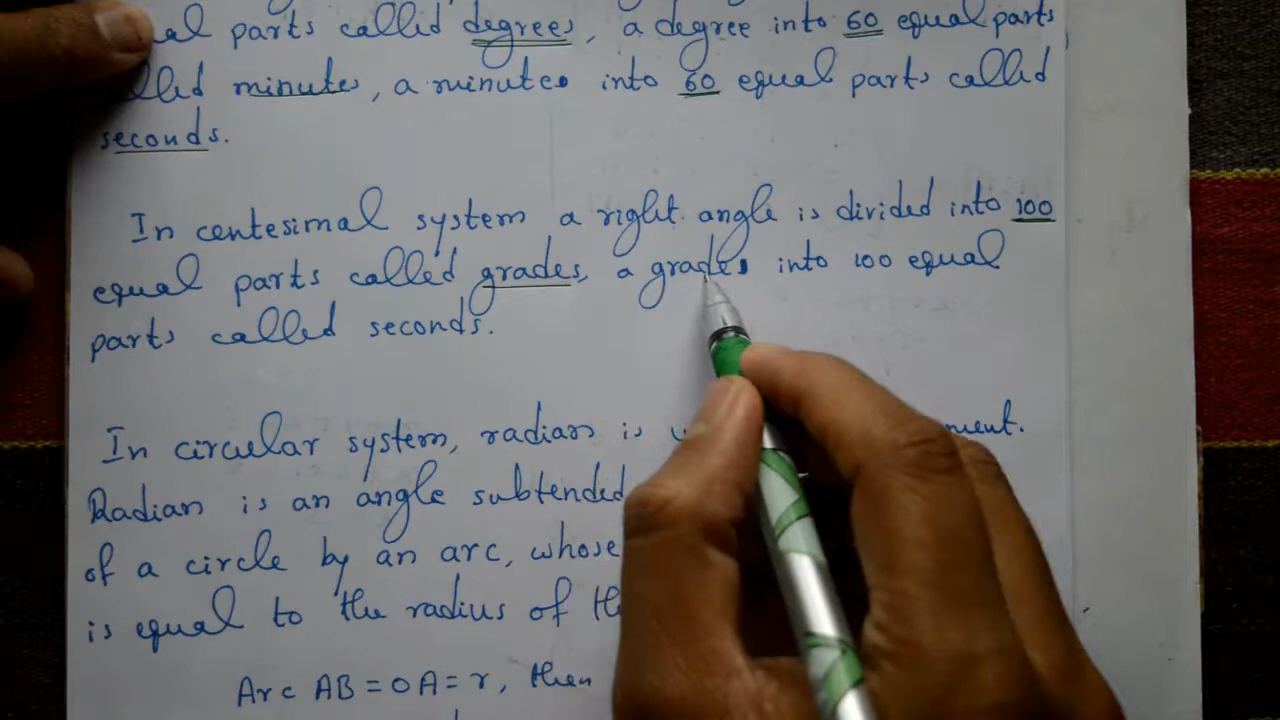 parts called degrees, a degree into 60 equal parts
minutes, a minutes into 60 equal parts called
seconds.
In centesimal system a right angle is divided into 100
equal parts called grades, a grades into 100 equal
parts called seconds.
In circular system, radian is
Radian is an angle subtended
of a circle by an arc, whose
is equal to the radius of
Arc AB = OA = r, then